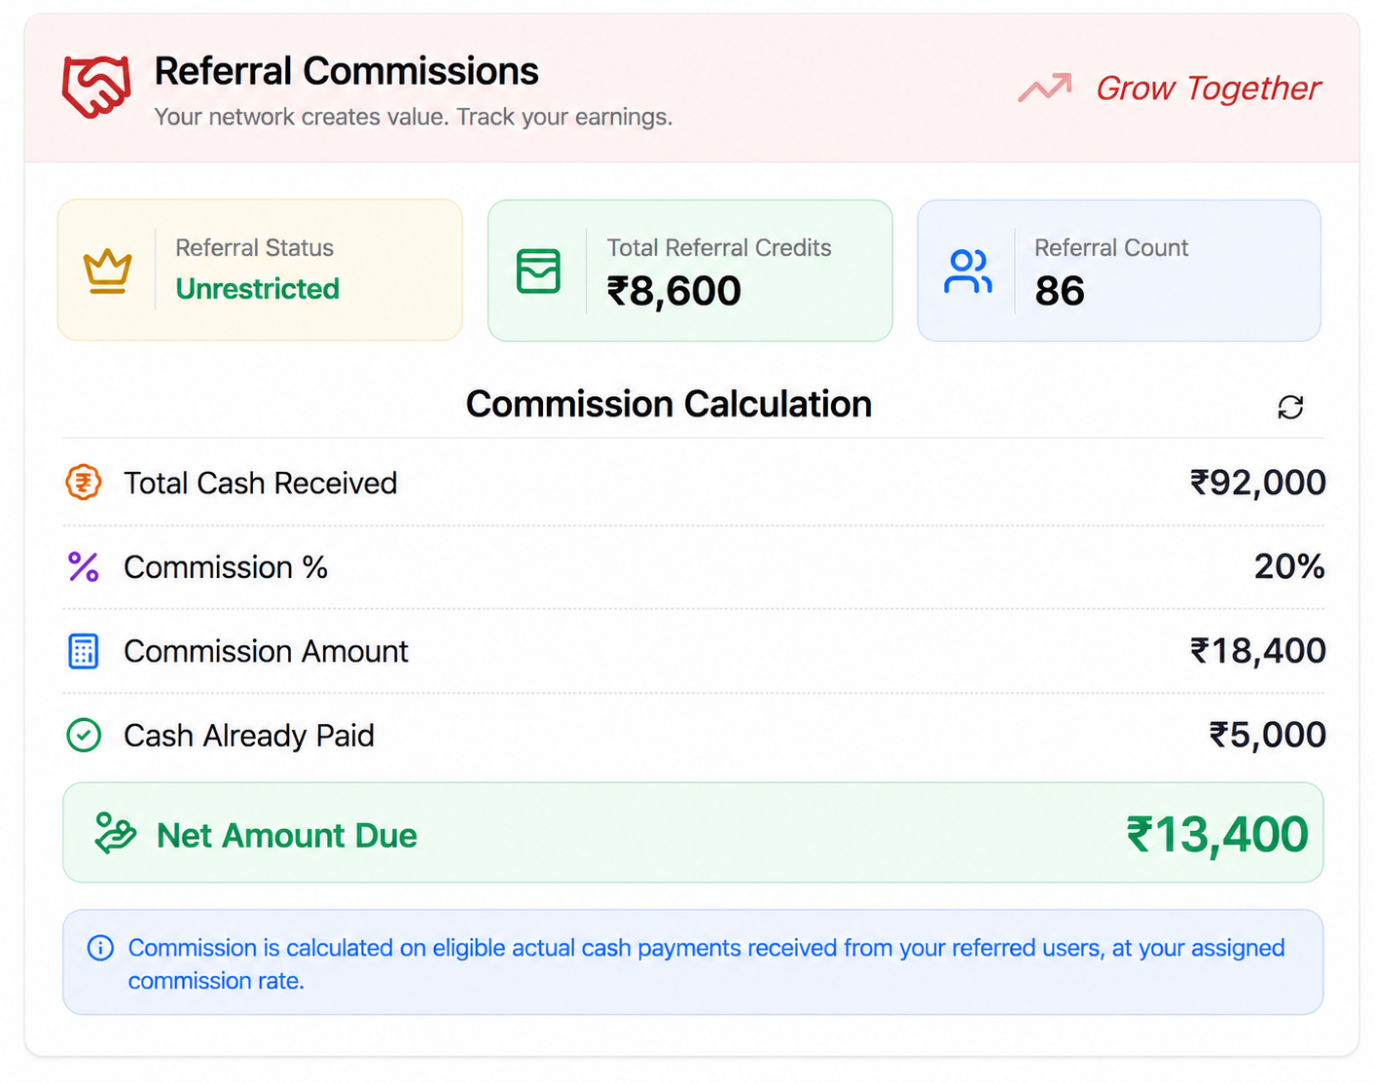 Referral Commissions
Your network creates value. Track your earnings.
Grow Together
Referral Status
Unrestricted
Total Referral Credits
₹8,600
Referral Count
86
Commission Calculation
Total Cash Received
₹92,000
Commission %
20%
Commission Amount
₹18,400
Cash Already Paid
₹5,000
Net Amount Due
₹13,400
Commission is calculated on eligible actual cash payments received from your referred users, at your assigned
commission rate.